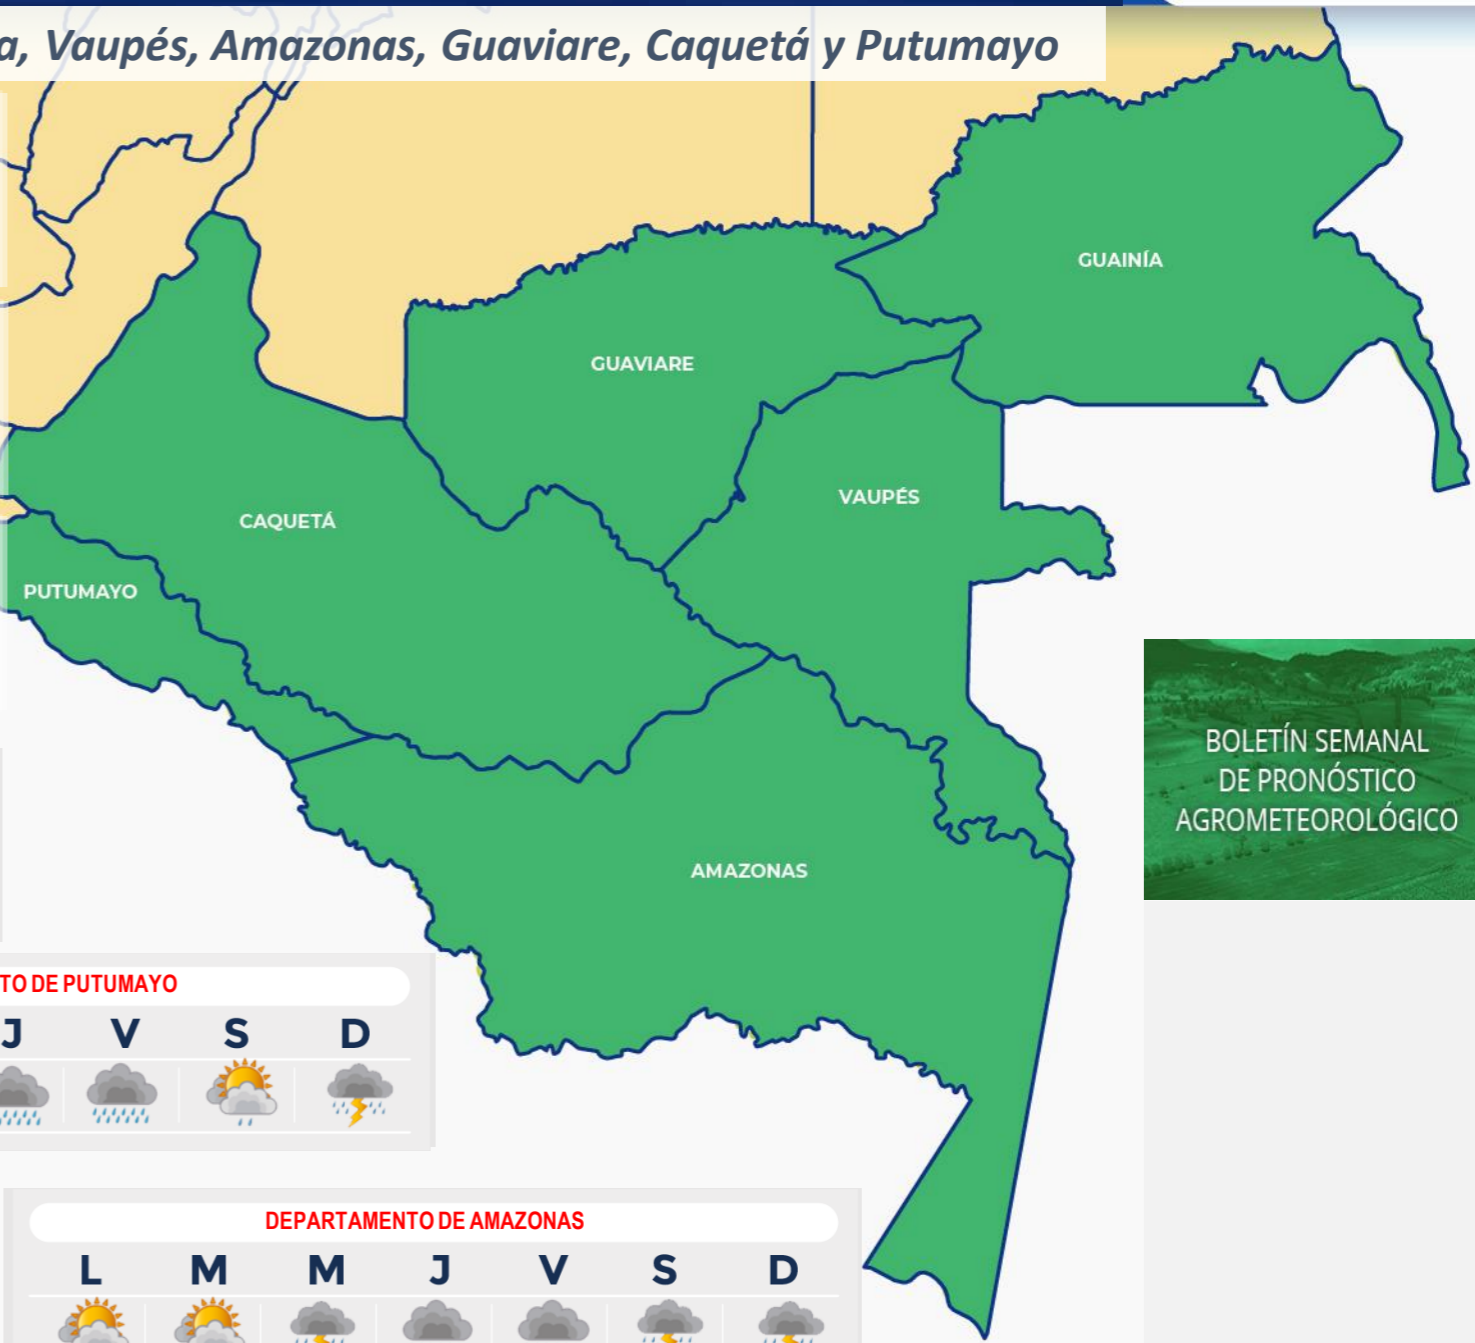 Vaupés, Amazonas, Guaviare, Caquetá y Putumayo
GUAINÍA
GUAVIARE
VAUPÉS
CAQUETÁ
PUTUMAYO
BOLETÍN SEMANAL
DE PRONÓSTICO
AGROMETEOROLÓGICO
AMAZONAS
DE PUTUMAYO
J V S D
DEPARTAMENTO DE AMAZONAS
L M M J V S D